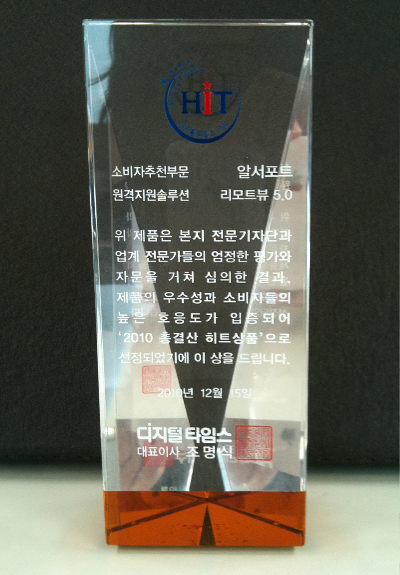 HiT
소비자추천부문 알서포트
원격지원솔루션 리모트뷰 5.0
위 제품은 본지 전문기자단과
업계 전문가들의 엄정한 평가와
자문을 거쳐 심의한 결과,
제품의 우수성과 소비자들의
높은 호응도가 입증되어
‘2010 총결산 히트상품’으로
선정되었기에 이 상을 드립니다.
2010년 12월 15일
디지털타임스
대표이사 조명식